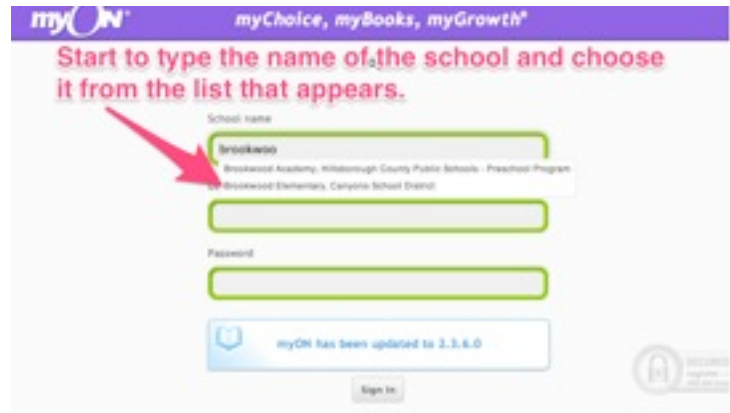 myON
myChoice, myBooks, myGrowth®
Start to type the name of the school and choose
it from the list that appears.
School name
brookwoo
Brookwood Academy, Hillsborough County Public Schools - Preschool Program
Brookwood Elementary, Canyons School District
Password
myON has been updated to 2.3.6.0
Sign In